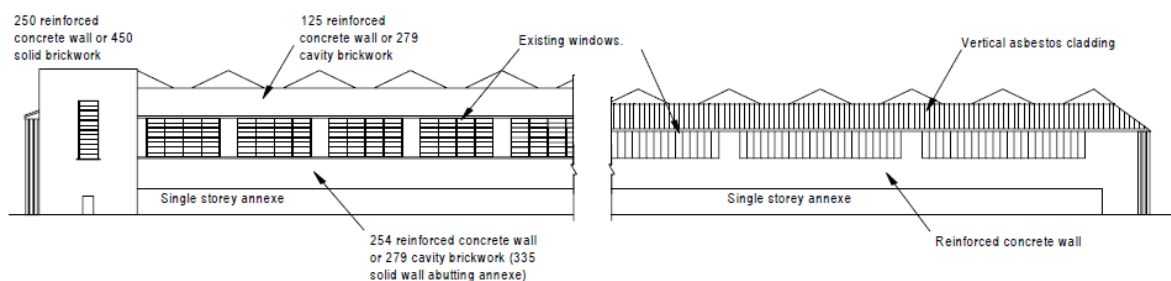 250 reinforced
concrete wall or 450
solid brickwork
125 reinforced
concrete wall or 279
cavity brickwork
Existing windows.
Vertical asbestos cladding
Single storey annexe
Single storey annexe
254 reinforced concrete wall
or 279 cavity brickwork (335
solid wall abutting annexe)
Reinforced concrete wall